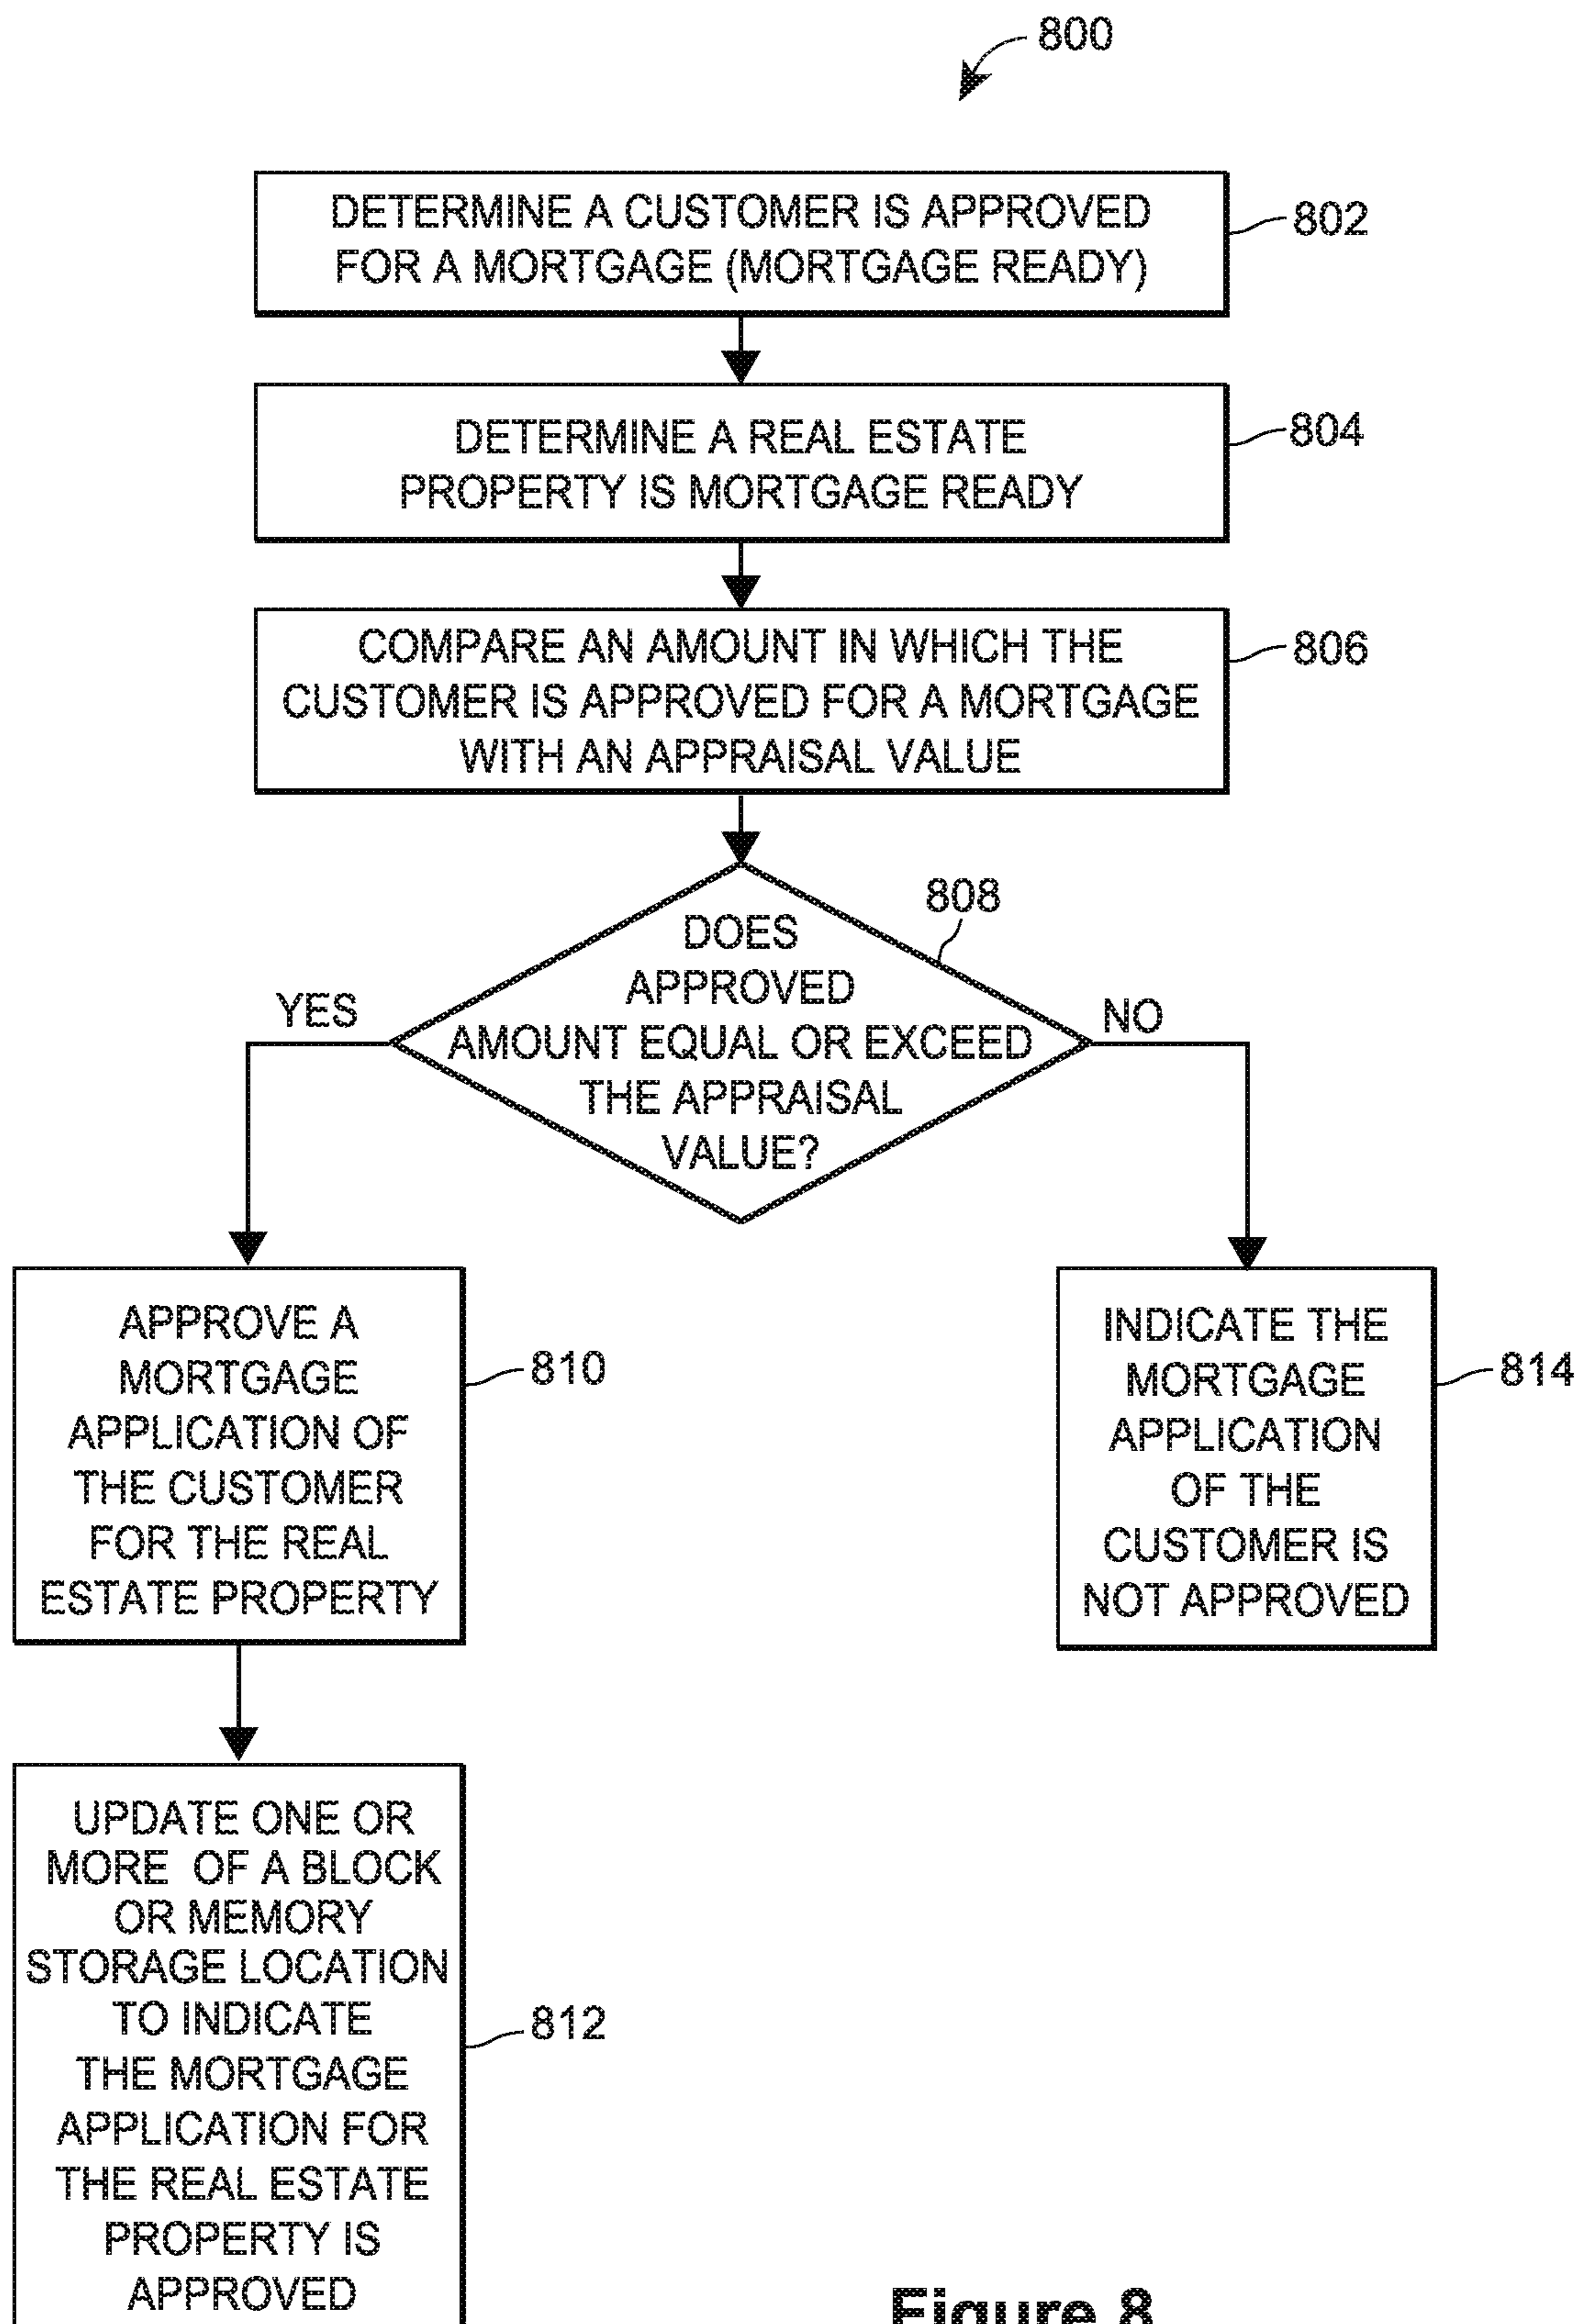 800
DETERMINE A CUSTOMER IS APPROVED
FOR A MORTGAGE (MORTGAGE READY)
802
DETERMINE A REAL ESTATE
PROPERTY IS MORTGAGE READY
804
COMPARE AN AMOUNT IN WHICH THE
CUSTOMER IS APPROVED FOR A MORTGAGE
WITH AN APPRAISAL VALUE
806
DOES
APPROVED
AMOUNT EQUAL OR EXCEED
THE APPRAISAL
VALUE?
808
YES
NO
APPROVE A
MORTGAGE
APPLICATION OF
THE CUSTOMER
FOR THE REAL
ESTATE PROPERTY
810
INDICATE THE
MORTGAGE
APPLICATION
OF THE
CUSTOMER IS
NOT APPROVED
814
UPDATE ONE OR
MORE OF A BLOCK
OR MEMORY
STORAGE LOCATION
TO INDICATE
THE MORTGAGE
APPLICATION FOR
THE REAL ESTATE
PROPERTY IS
APPROVED
812
Figure 8